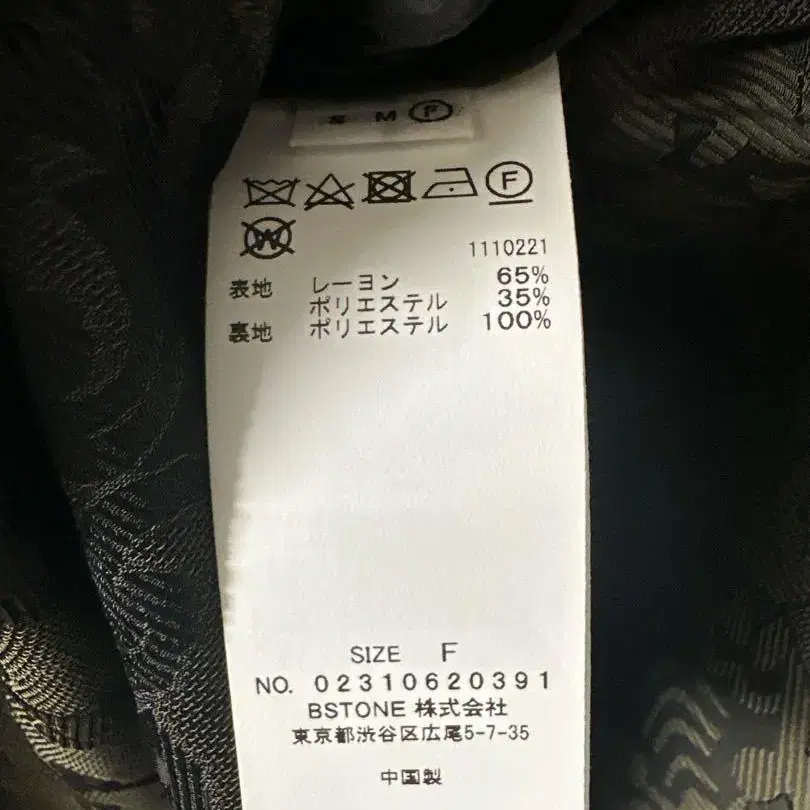 S M F
F
W
1110221
表地 レーヨン 65%
ポリエステル 35%
裏地 ポリエステル 100%
SIZE F
NO. 02310620391
BSTONE 株式会社
東京都渋谷区広尾5-7-35
中国製